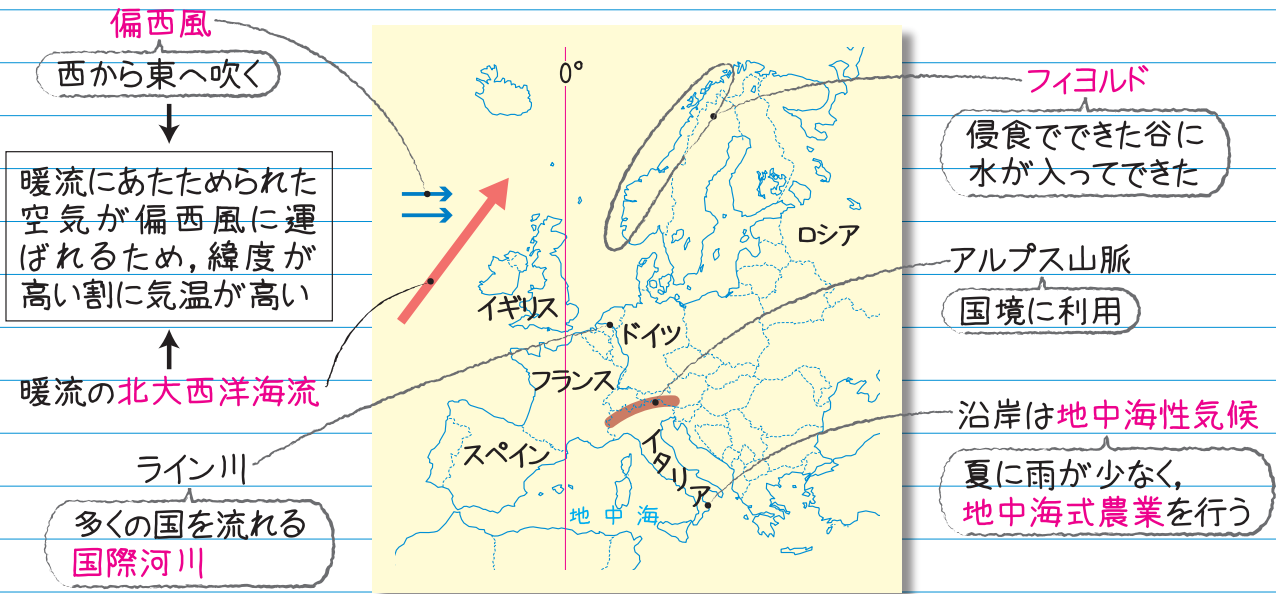 偏西風
西から東へ吹く
暖流にあたためられた
空気が偏西風に運
ばれるため,緯度が
高い割に気温が高い
暖流の北大西洋海流
ライン川
多くの国を流れる
国際河川
0°
ロシア
イギリス
ドイツ
フランス
スペイン
イタリア
地中海
フィヨルド
侵食でできた谷に
水が入ってできた
アルプス山脈
国境に利用
沿岸は地中海性気候
夏に雨が少なく,
地中海式農業を行う